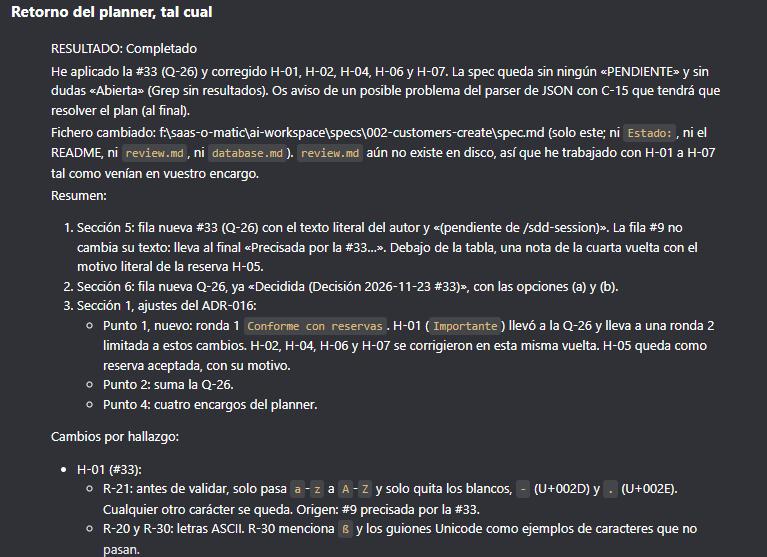 Retorno del planner, tal cual
RESULTADO: Completado
He aplicado la #33 (Q-26) y corregido H-01, H-02, H-04, H-06 y H-07. La spec queda sin ningún «PENDIENTE» y sin
dudas «Abierta» (Grep sin resultados). Os aviso de un posible problema del parser de JSON con C-15 que tendrá que
resolver el plan (al final).
Fichero cambiado: f:\saas-o-matic\ai-workspace\specs\002-customers-create\spec.md (solo este; ni Estado:, ni el
README, ni review.md, ni database.md). review.md aún no existe en disco, así que he trabajado con H-01 a H-07
tal como venían en vuestro encargo.
Resumen:
1. Sección 5: fila nueva #33 (Q-26) con el texto literal del autor y «(pendiente de /sdd-session)». La fila #9 no
cambia su texto: lleva al final «Precisada por la #33...». Debajo de la tabla, una nota de la cuarta vuelta con el
motivo literal de la reserva H-05.
2. Sección 6: fila nueva Q-26, ya «Decidida (Decisión 2026-11-23 #33)», con las opciones (a) y (b).
3. Sección 1, ajustes del ADR-016:
○ Punto 1, nuevo: ronda 1 Conforme con reservas. H-01 (Importante) llevó a la Q-26 y lleva a una ronda 2
limitada a estos cambios. H-02, H-04, H-06 y H-07 se corrigieron en esta misma vuelta. H-05 queda como
reserva aceptada, con su motivo.
○ Punto 2: suma la Q-26.
○ Punto 4: cuatro encargos del planner.
Cambios por hallazgo:
• H-01 (#33):
○ R-21: antes de validar, solo pasa a-z a A-Z y solo quita los blancos, - (U+002D) y . (U+002E).
Cualquier otro carácter se queda. Origen: #9 precisada por la #33.
○ R-20 y R-30: letras ASCII. R-30 menciona ß y los guiones Unicode como ejemplos de caracteres que no
pasan.